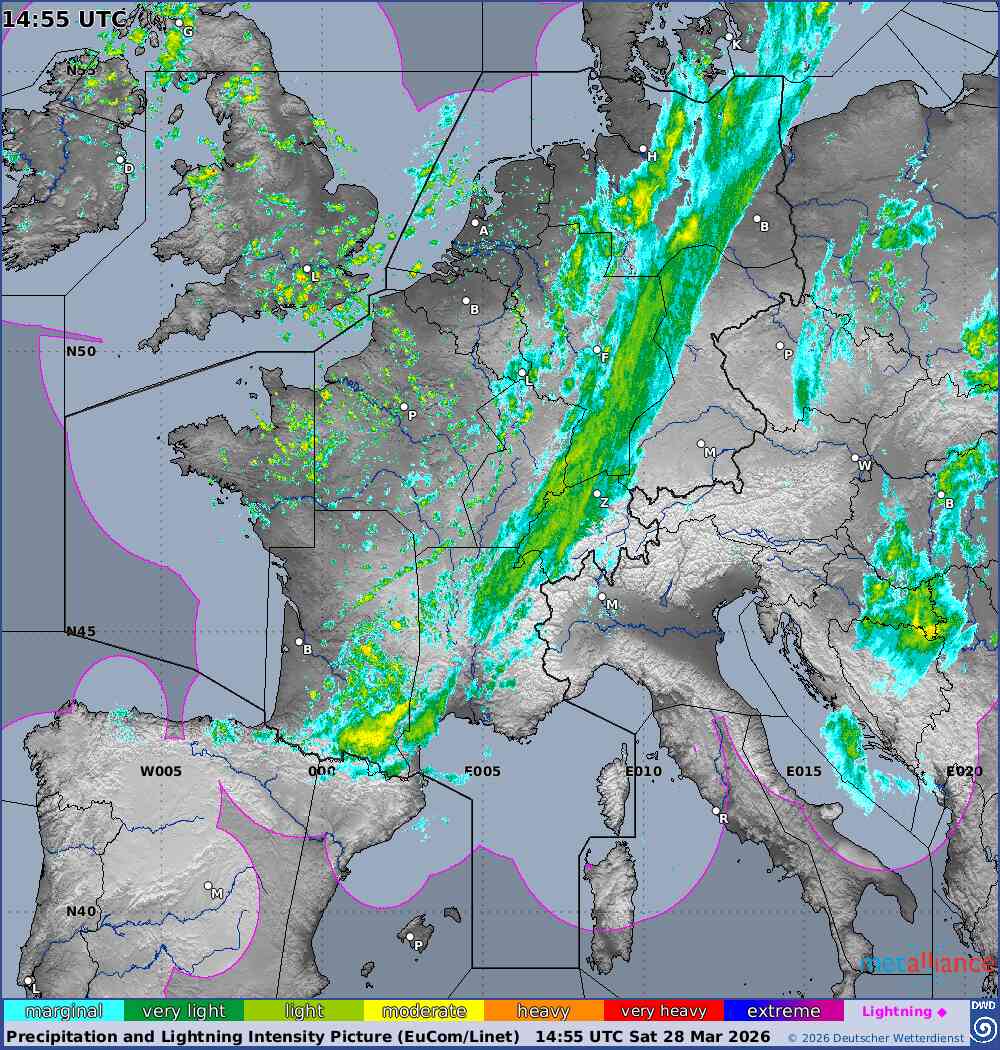 14:55 UTC
G
K
N55
H
D
A
B
L
B
N50
F
P
L
P
M
W
Z
B
M
N45
B
W005
000
E005
E010
E015
E020
R
M
N40
P
metalliance
L
marginal very light light moderate heavy very heavy extreme Lightning ◆ DWD
Precipitation and Lightning Intensity Picture (EuCom/Linet) 14:55 UTC Sat 28 Mar 2026 © 2026 Deutscher Wetterdienst